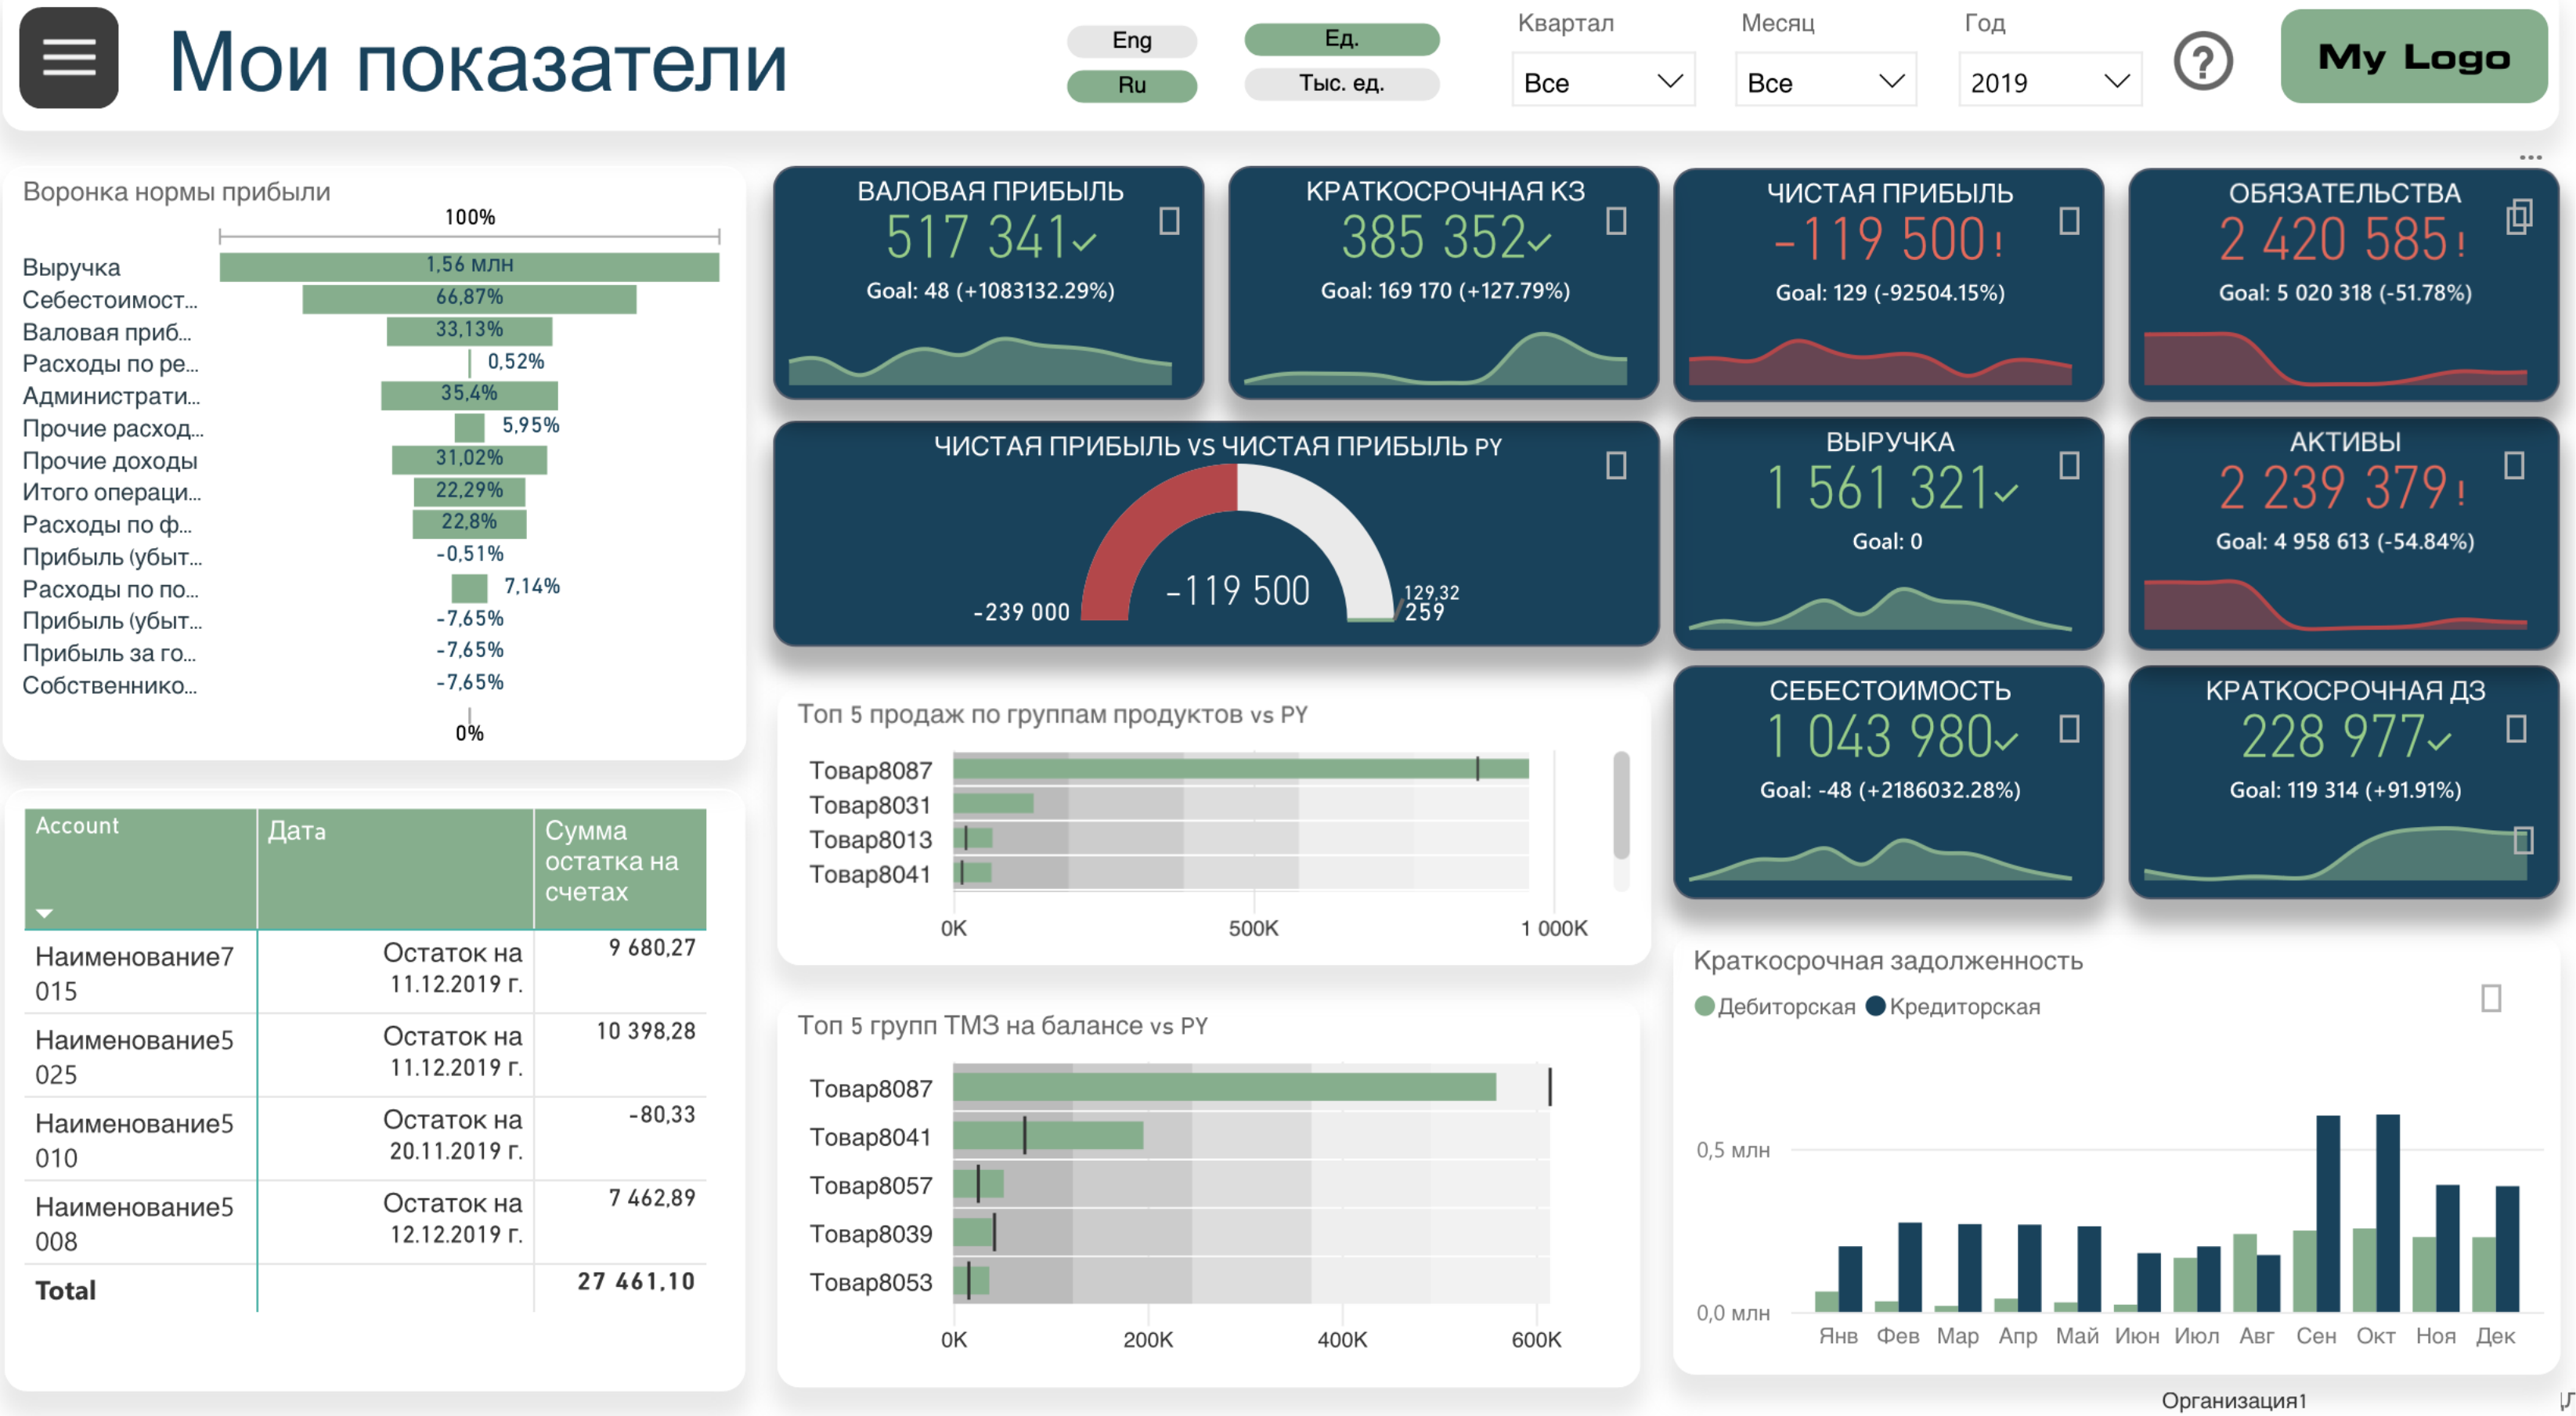 Мои показатели
Eng
Ru
Ед.
Тыс. ед.
Квартал
Все
Месяц
Все
Год
2019
?
My Logo
Воронка нормы прибыли
100%
Выручка
1,56 млн
Себестоимост...
66,87%
Валовая приб...
33,13%
Расходы по ре...
0,52%
Администрати...
35,4%
Прочие расход...
5,95%
Прочие доходы
31,02%
Итого операци...
22,29%
Расходы по ф...
22,8%
Прибыль (убыт...
-0,51%
Расходы по по...
7,14%
Прибыль (убыт...
-7,65%
Прибыль за го...
-7,65%
Собственнико...
-7,65%
0%
ВАЛОВАЯ ПРИБЫЛЬ
517 341✓
Goal: 48 (+1083132.29%)
КРАТКОСРОЧНАЯ КЗ
385 352✓
Goal: 169 170 (+127.79%)
ЧИСТАЯ ПРИБЫЛЬ
-119 500!
Goal: 129 (-92504.15%)
ОБЯЗАТЕЛЬСТВА
2 420 585!
Goal: 5 020 318 (-51.78%)
ЧИСТАЯ ПРИБЫЛЬ VS ЧИСТАЯ ПРИБЫЛЬ PY
-119 500
-239 000
129,32
259
ВЫРУЧКА
1 561 321✓
Goal: 0
АКТИВЫ
2 239 379!
Goal: 4 958 613 (-54.84%)
СЕБЕСТОИМОСТЬ
1 043 980✓
Goal: -48 (+2186032.28%)
КРАТКОСРОЧНАЯ ДЗ
228 977✓
Goal: 119 314 (+91.91%)
Топ 5 продаж по группам продуктов vs PY
Товар8087
Товар8031
Товар8013
Товар8041
0K
500K
1 000K
Account
Дата
Сумма
остатка на
счетах
Наименование7
015
Остаток на
11.12.2019 г.
9 680,27
Наименование5
025
Остаток на
11.12.2019 г.
10 398,28
Наименование5
010
Остаток на
20.11.2019 г.
-80,33
Наименование5
008
Остаток на
12.12.2019 г.
7 462,89
Total
27 461,10
Топ 5 групп ТМЗ на балансе vs PY
Товар8087
Товар8041
Товар8057
Товар8039
Товар8053
0K
200K
400K
600K
Краткосрочная задолженность
Дебиторская
Кредиторская
0,5 млн
0,0 млн
Янв
Фев
Мар
Апр
Май
Июн
Июл
Авг
Сен
Окт
Ноя
Дек
Организация1